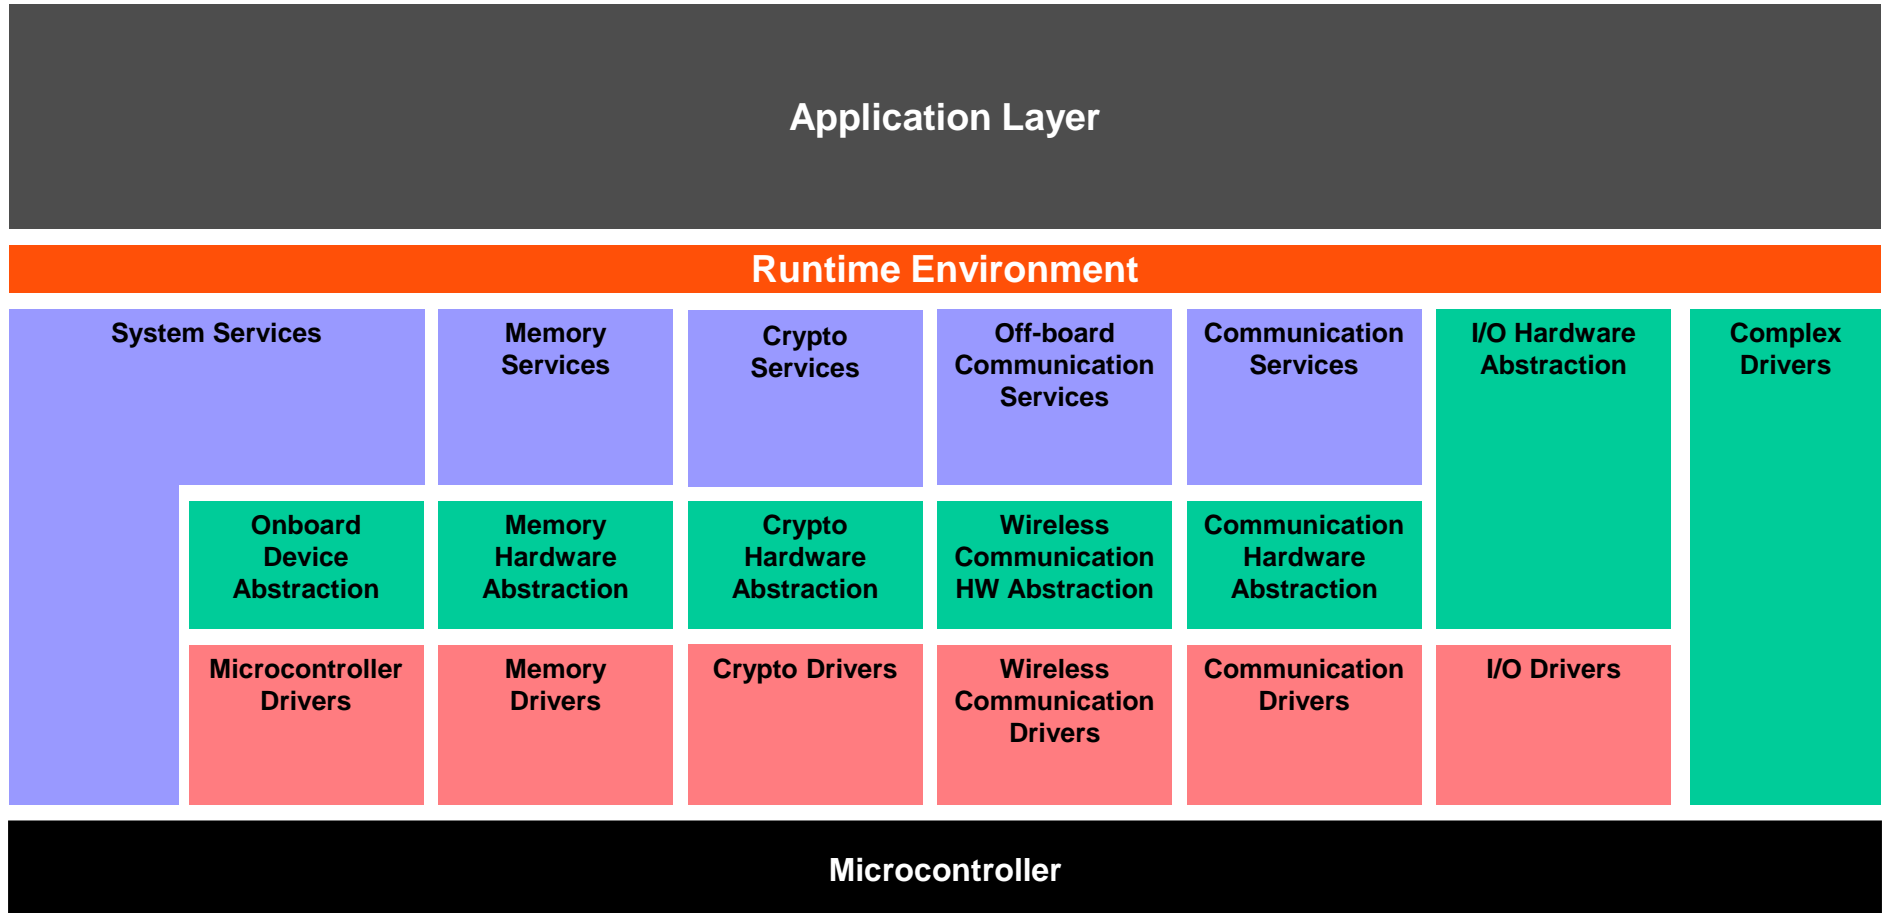 Application Layer
Runtime Environment
System Services
Memory
Services
Crypto
Services
Off-board
Communication
Services
Communication
Services
I/O Hardware
Abstraction
Complex
Drivers
Onboard
Device
Abstraction
Memory
Hardware
Abstraction
Crypto
Hardware
Abstraction
Wireless
Communication
HW Abstraction
Communication
Hardware
Abstraction
Microcontroller
Drivers
Memory
Drivers
Crypto Drivers
Wireless
Communication
Drivers
Communication
Drivers
I/O Drivers
Microcontroller